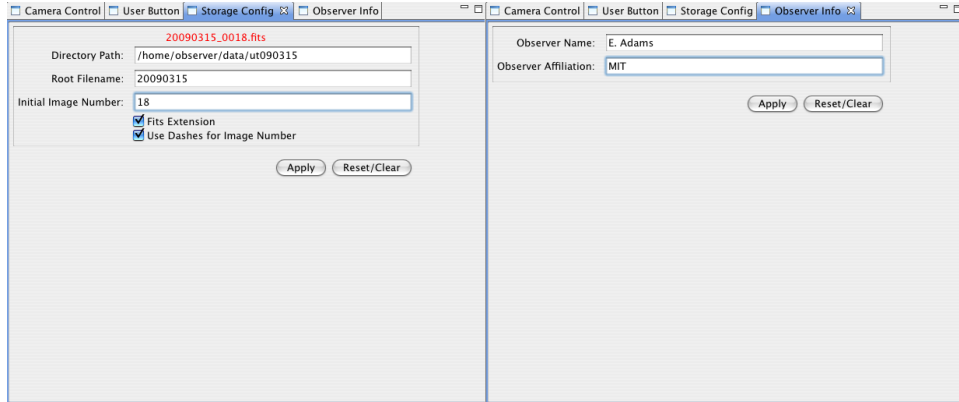 Camera Control User Button Storage Config Observer Info
20090315_0018.fits
Directory Path: /home/observer/data/ut090315
Root Filename: 20090315
Initial Image Number: 18
Fits Extension
Use Dashes for Image Number
Apply Reset/Clear
Camera Control User Button Storage Config Observer Info
Observer Name: E. Adams
Observer Affiliation: MIT
Apply Reset/Clear